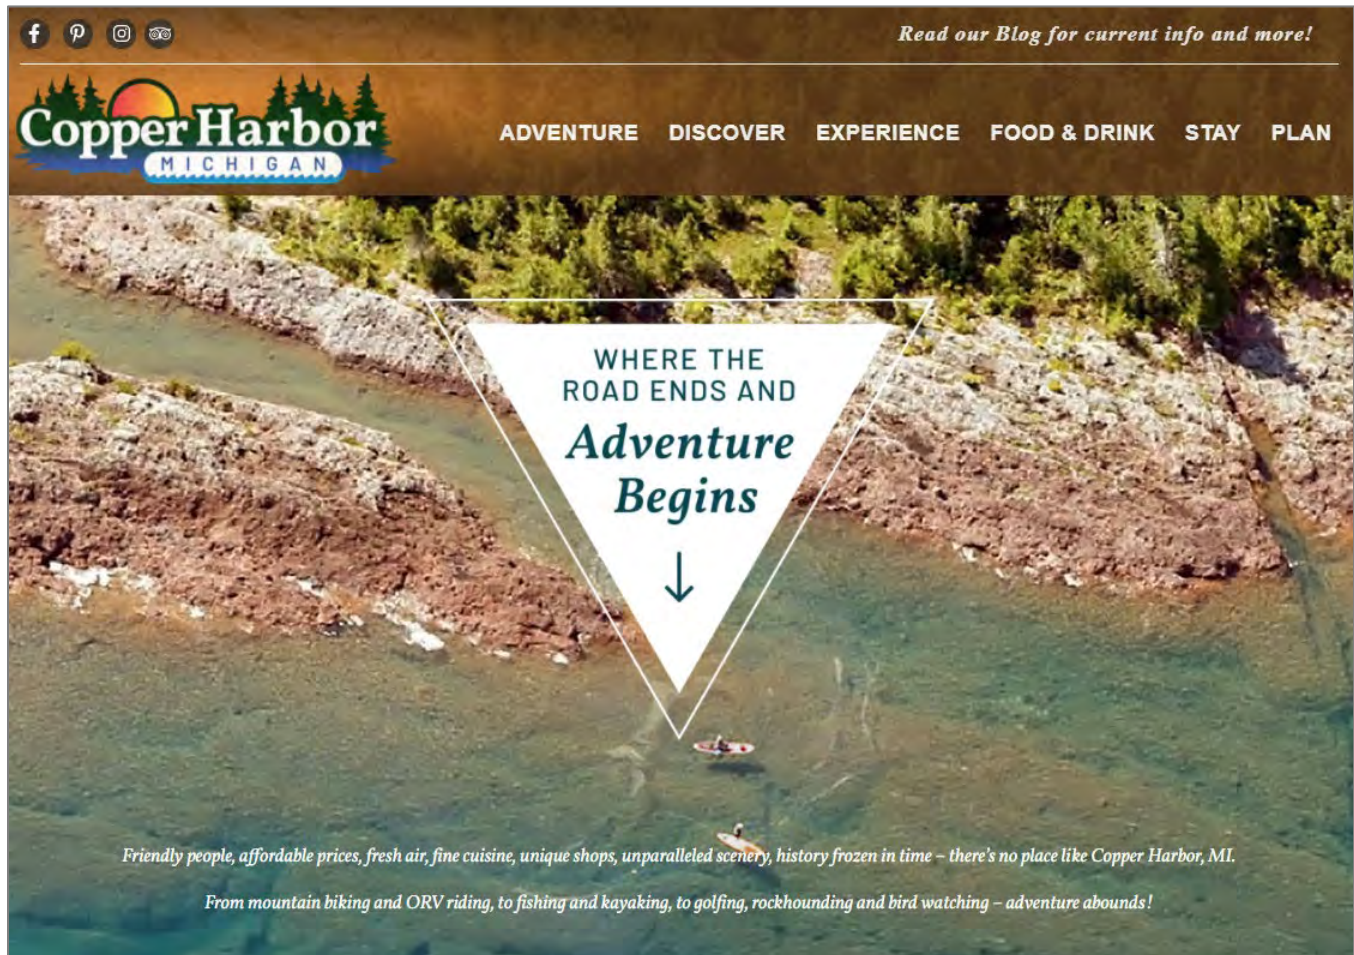 Read our Blog for current info and more!
Copper Harbor
MICHIGAN
ADVENTURE DISCOVER EXPERIENCE FOOD & DRINK STAY PLAN
WHERE THE
ROAD ENDS AND
Adventure
Begins
Friendly people, affordable prices, fresh air, fine cuisine, unique shops, unparalleled scenery, history frozen in time – there's no place like Copper Harbor, MI.
From mountain biking and ORV riding, to fishing and kayaking, to golfing, rockhounding and bird watching – adventure abounds!